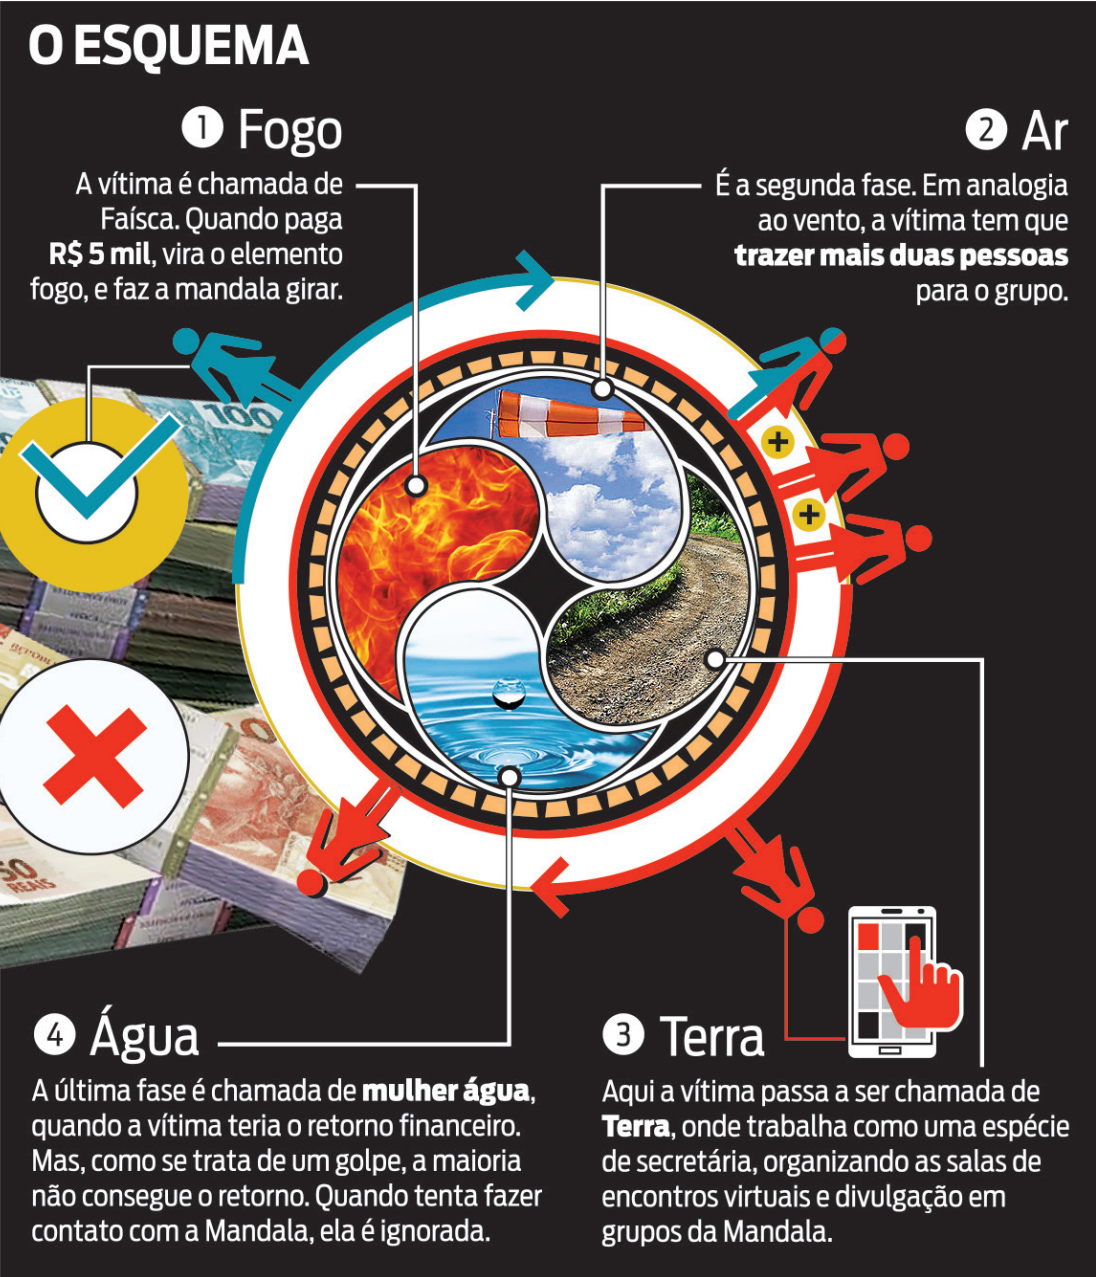 O ESQUEMA
1 Fogo
A vítima é chamada de
Faísca. Quando paga
R$ 5 mil, vira o elemento
fogo, e faz a mandala girar.
2 Ar
É a segunda fase. Em analogia
ao vento, a vítima tem que
trazer mais duas pessoas
para o grupo.
100
+
+
50
REAIS
4 Água
A última fase é chamada de mulher água,
quando a vítima teria o retorno financeiro.
Mas, como se trata de um golpe, a maioria
não consegue o retorno. Quando tenta fazer
contato com a Mandala, ela é ignorada.
3 Terra
Aqui a vítima passa a ser chamada de
Terra, onde trabalha como uma espécie
de secretária, organizando as salas de
encontros virtuais e divulgação em
grupos da Mandala.